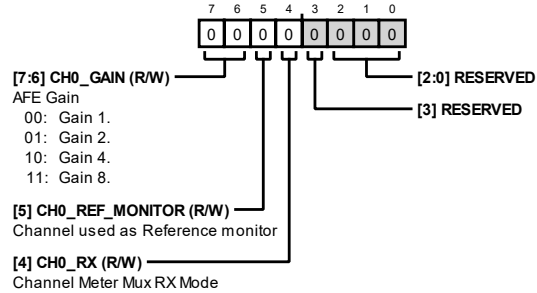 7 6 5 4 3 2 1 0
0 0 0 0 0 0 0 0
[7:6] CH0_GAIN (R/W)
AFE Gain
00: Gain 1.
01: Gain 2.
10: Gain 4.
11: Gain 8.
[5] CH0_REF_MONITOR (R/W)
Channel used as Reference monitor
[4] CH0_RX (R/W)
Channel Meter Mux RX Mode
[2:0] RESERVED
[3] RESERVED